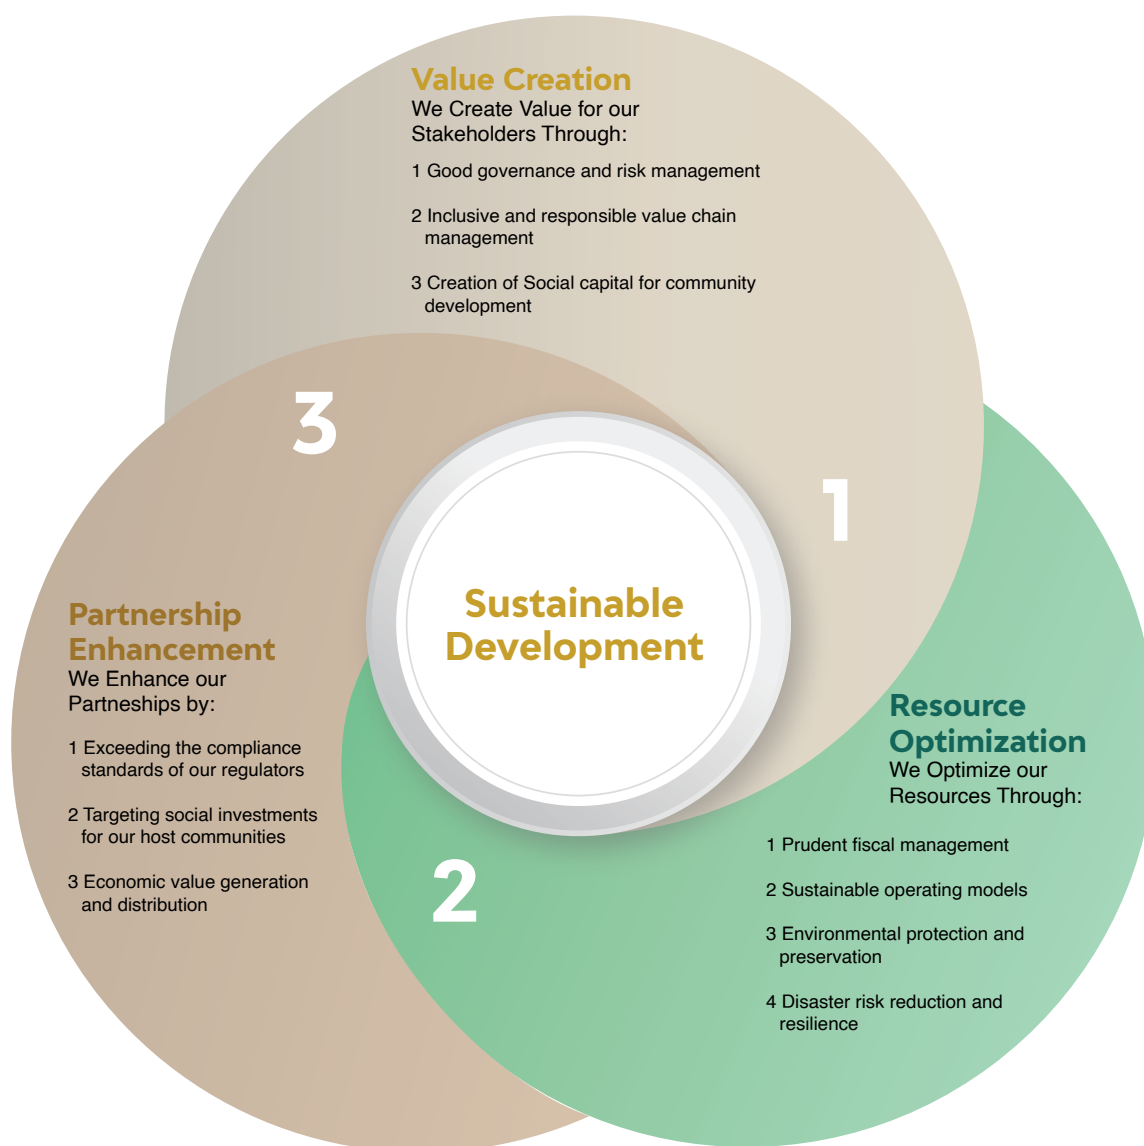 Value Creation
We Create Value for our
Stakeholders Through:
1 Good governance and risk management
2 Inclusive and responsible value chain
management
3 Creation of Social capital for community
development
3
1
Sustainable
Development
Partnership
Enhancement
We Enhance our
Partneships by:
1 Exceeding the compliance
standards of our regulators
2 Targeting social investments
for our host communities
3 Economic value generation
and distribution
2
Resource
Optimization
We Optimize our
Resources Through:
1 Prudent fiscal management
2 Sustainable operating models
3 Environmental protection and
preservation
4 Disaster risk reduction and
resilience